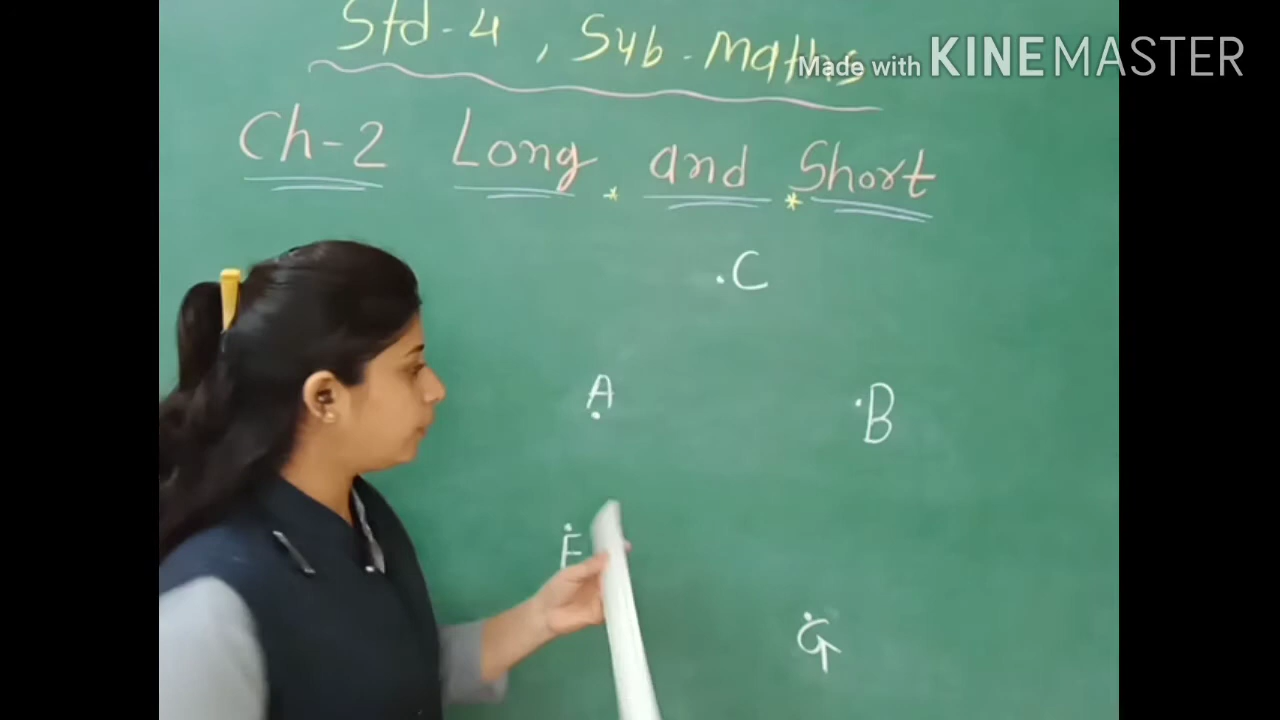 Std-4, Sub-Maths
Made with KINEMASTER
Ch-2 Long and Short
.C
A
.B
G